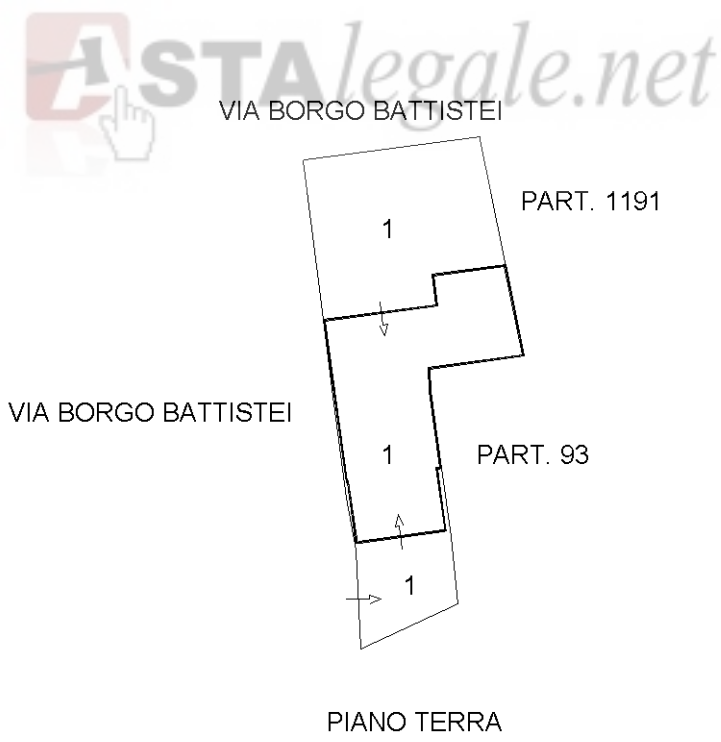 ASTAlegale.net
VIA BORGO BATTISTEI
PART. 1191
1
VIA BORGO BATTISTEI
1
PART. 93
1
PIANO TERRA